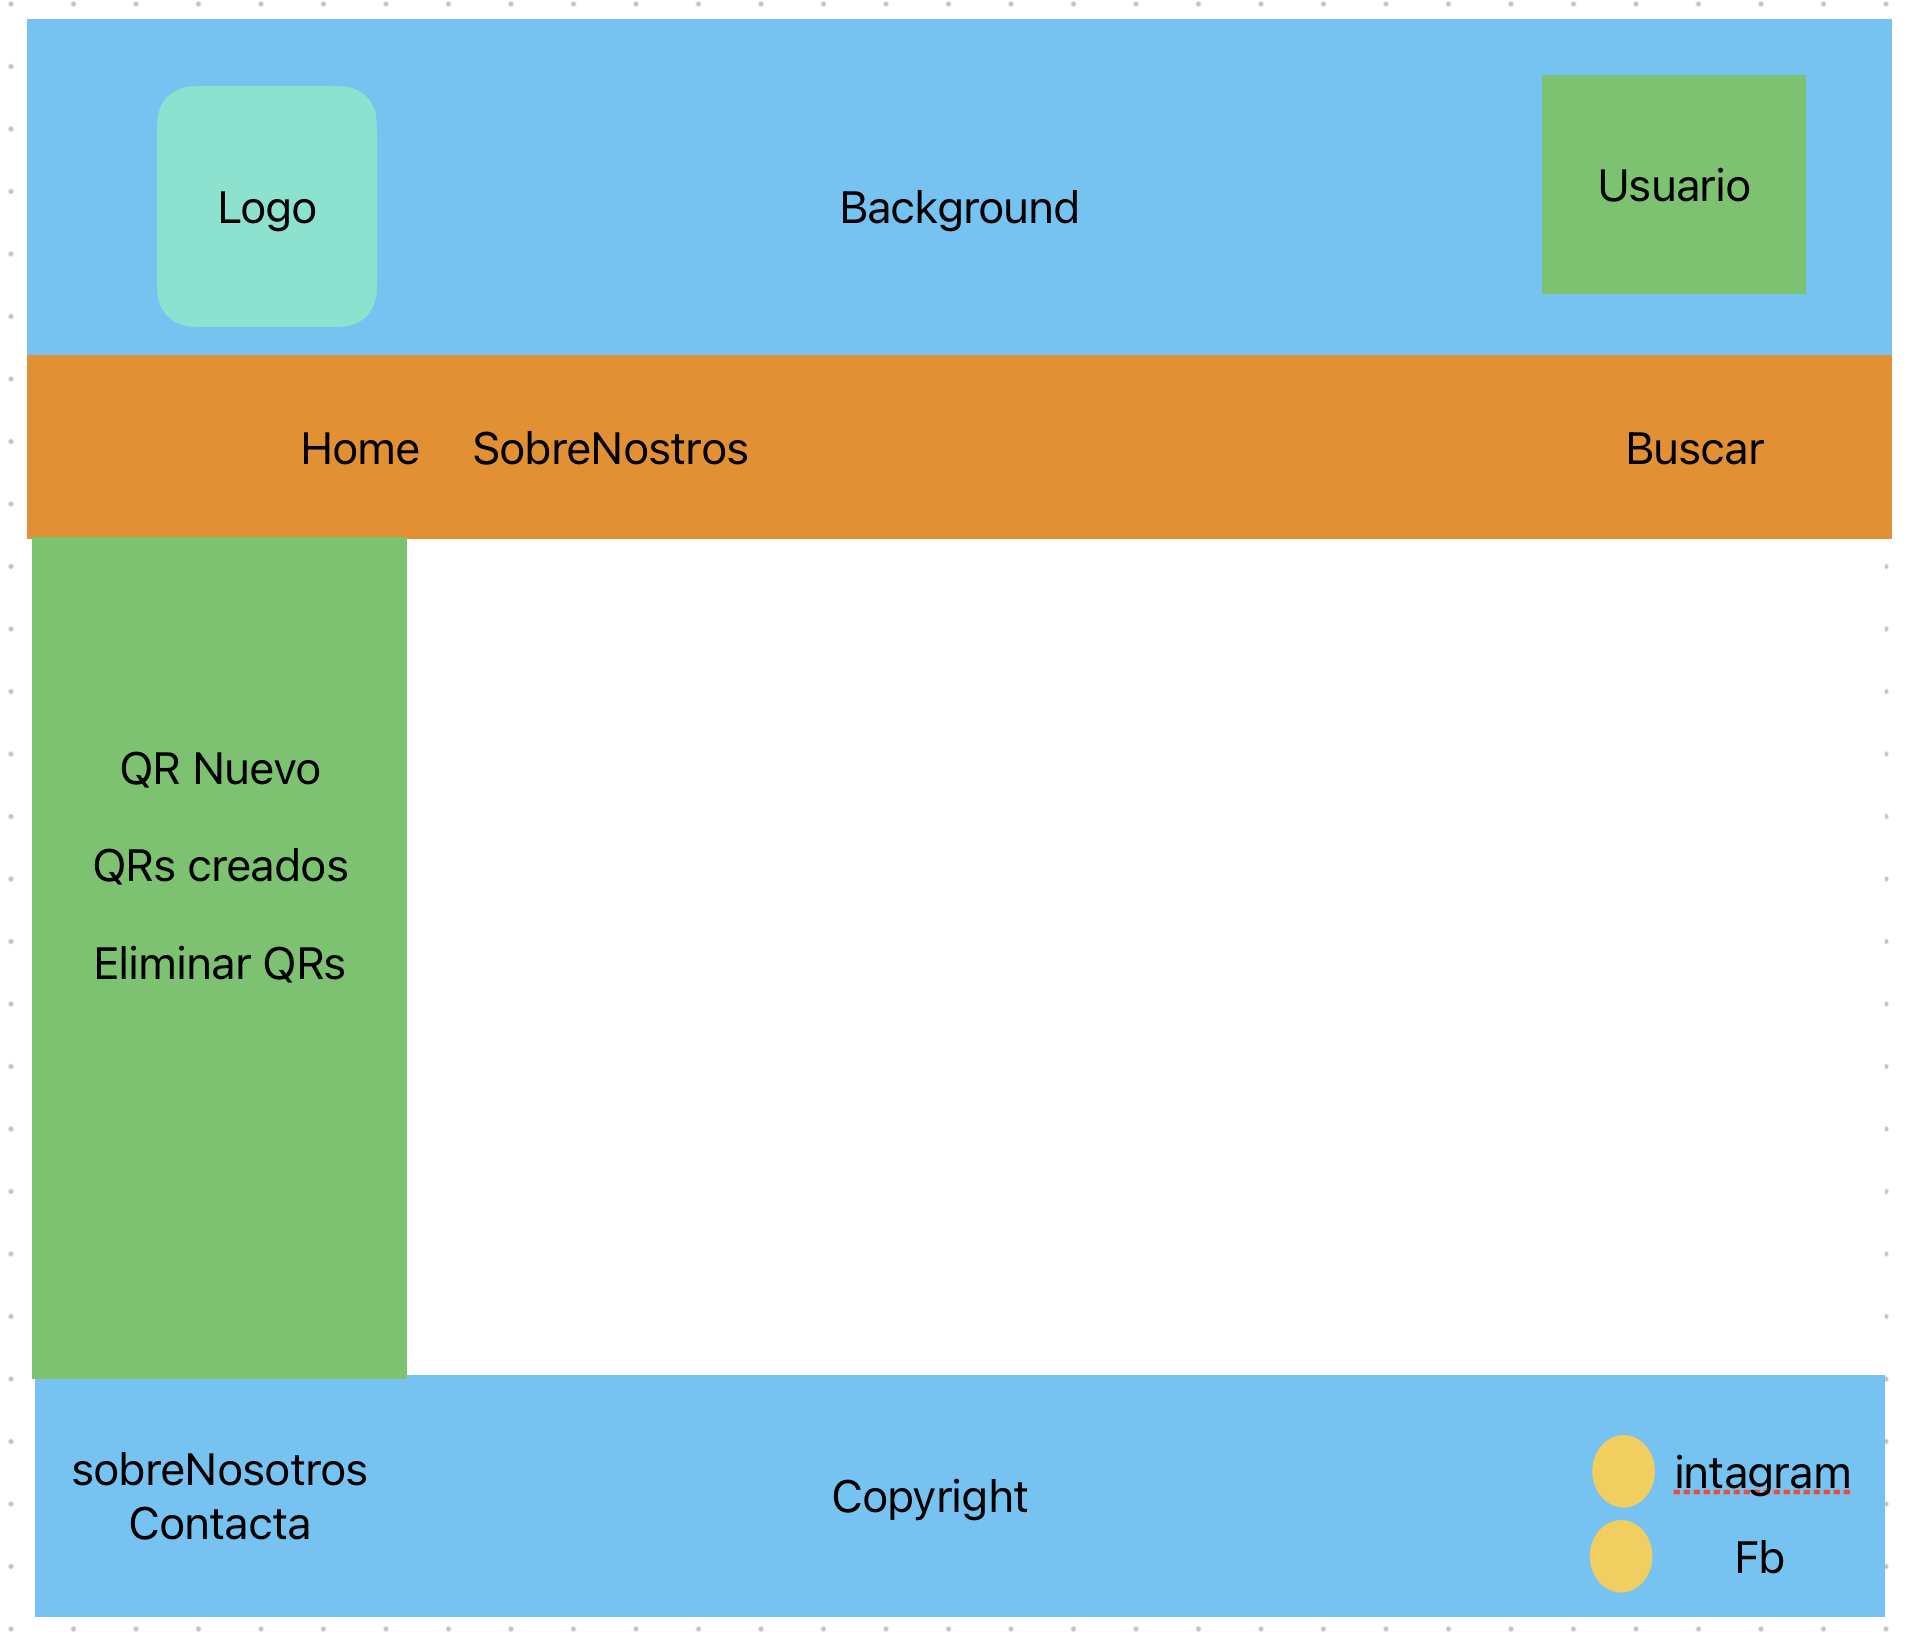 Logo
Background
Usuario
Home
SobreNostros
Buscar
QR Nuevo
QRs creados
Eliminar QRs
sobreNosotros
Contacta
Copyright
intagram
Fb